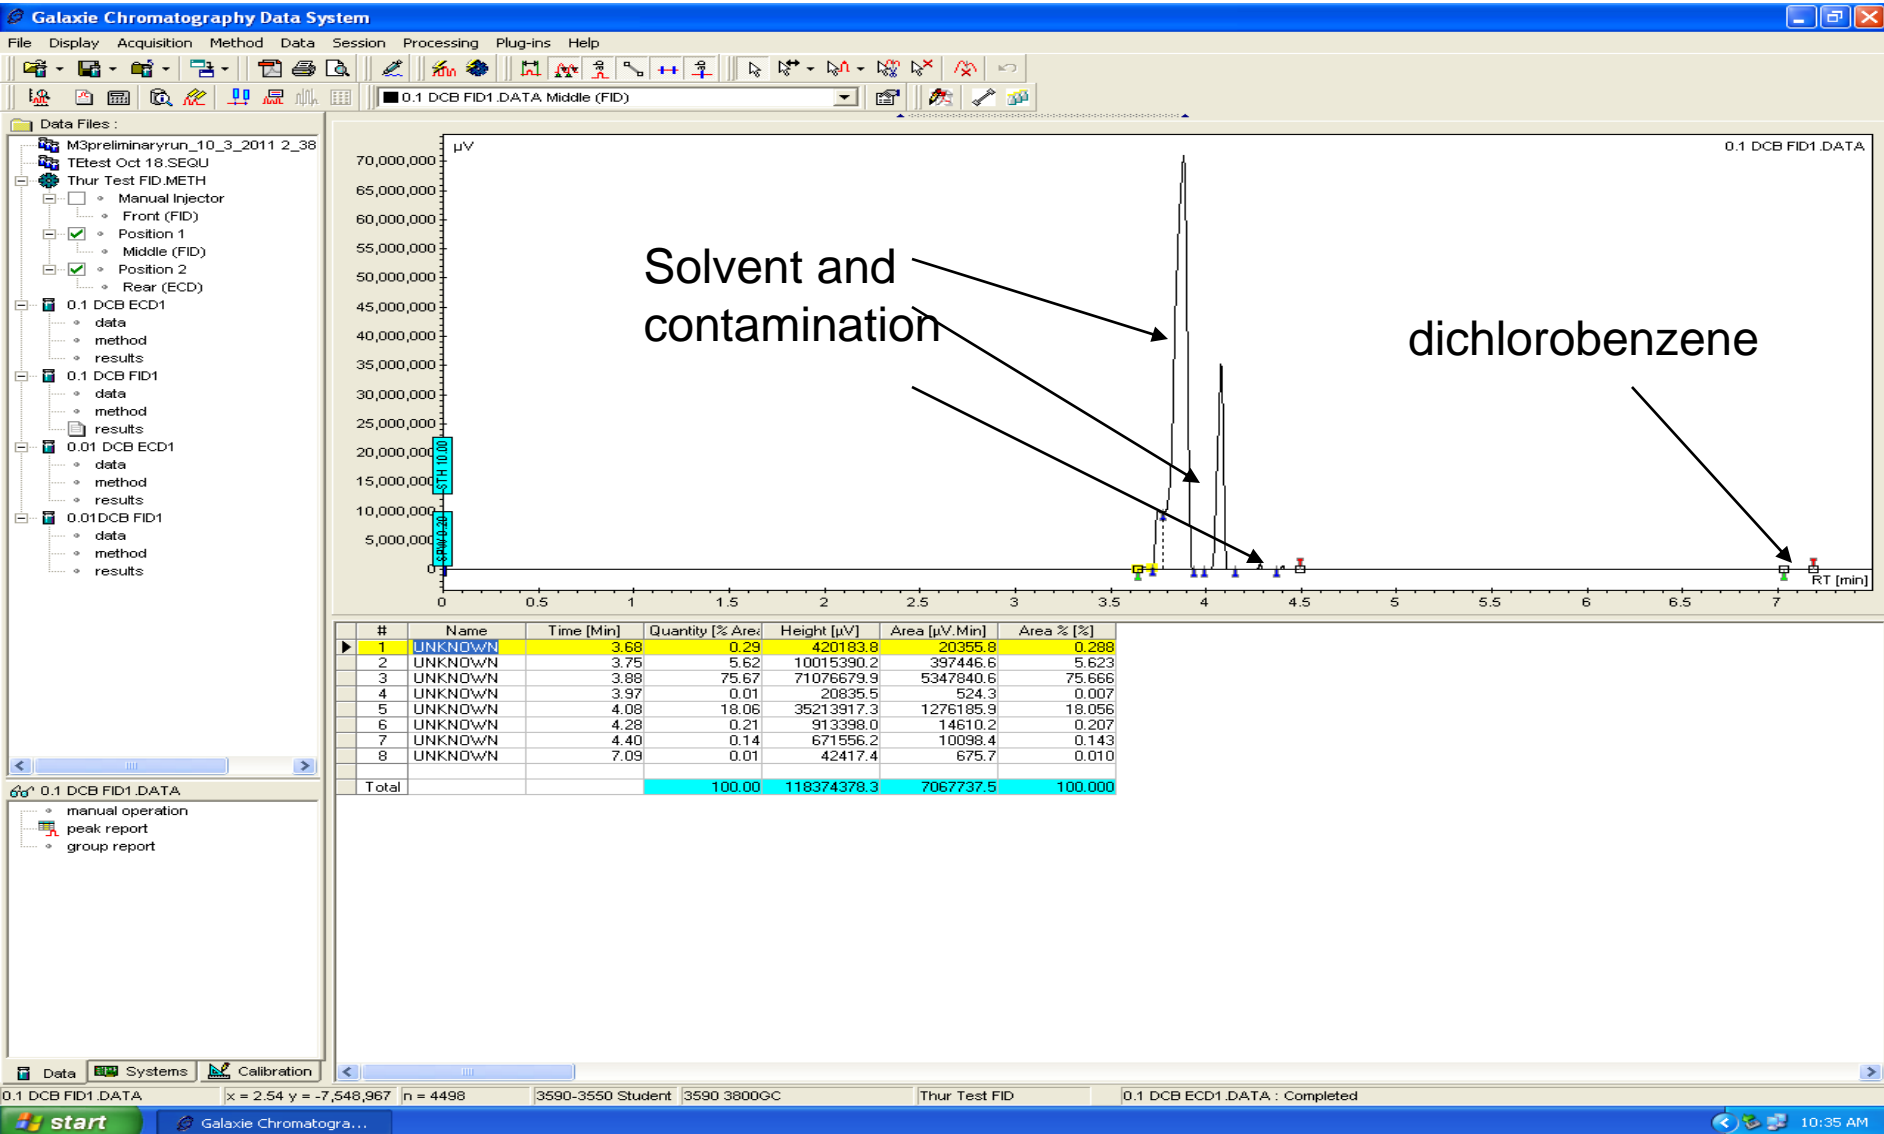 Galaxie Chromatography Data System
File Display Acquisition Method Data Session Processing Plug-ins Help
0.1 DCB FID1.DATA Middle (FID)
Data Files :
M3preliminaryrun_10_3_2011 2_38
TEtest Oct 18.SEQU
Thur Test FID.METH
Manual Injector
Front (FID)
Position 1
Middle (FID)
Position 2
Rear (ECD)
0.1 DCB ECD1
data
method
results
0.1 DCB FID1
data
method
results
0.01 DCB ECD1
data
method
results
0.01DCB FID1
data
method
results
0.1 DCB FID1.DATA
manual operation
peak report
group report
Data Systems Calibration
µV
0.1 DCB FID1.DATA
70,000,000
65,000,000
60,000,000
55,000,000
50,000,000
45,000,000
40,000,000
35,000,000
30,000,000
25,000,000
20,000,000
15,000,000
10,000,000
5,000,000
0
STH 10.00
SPW 0.20
Solvent and
contamination
dichlorobenzene
RT [min]
0 0.5 1 1.5 2 2.5 3 3.5 4 4.5 5 5.5 6 6.5 7
# Name Time [Min] Quantity [% Area Height [µV] Area [µV.Min] Area % [%]
1 UNKNOWN 3.68 0.29 420183.8 20355.8 0.288
2 UNKNOWN 3.75 5.62 10015390.2 397446.6 5.623
3 UNKNOWN 3.88 75.67 71076679.9 5347840.6 75.666
4 UNKNOWN 3.97 0.01 20835.5 524.3 0.007
5 UNKNOWN 4.08 18.06 35213917.3 1276185.9 18.056
6 UNKNOWN 4.28 0.21 913398.0 14610.2 0.207
7 UNKNOWN 4.40 0.14 671556.2 10098.4 0.143
8 UNKNOWN 7.09 0.01 42417.4 675.7 0.010
Total 100.00 118374378.3 7067737.5 100.000
0.1 DCB FID1.DATA x = 2.54 y = -7,548,967 n = 4498 3590-3550 Student 3590 3800GC Thur Test FID 0.1 DCB ECD1.DATA : Completed
start Galaxie Chromatogra... 10:35 AM